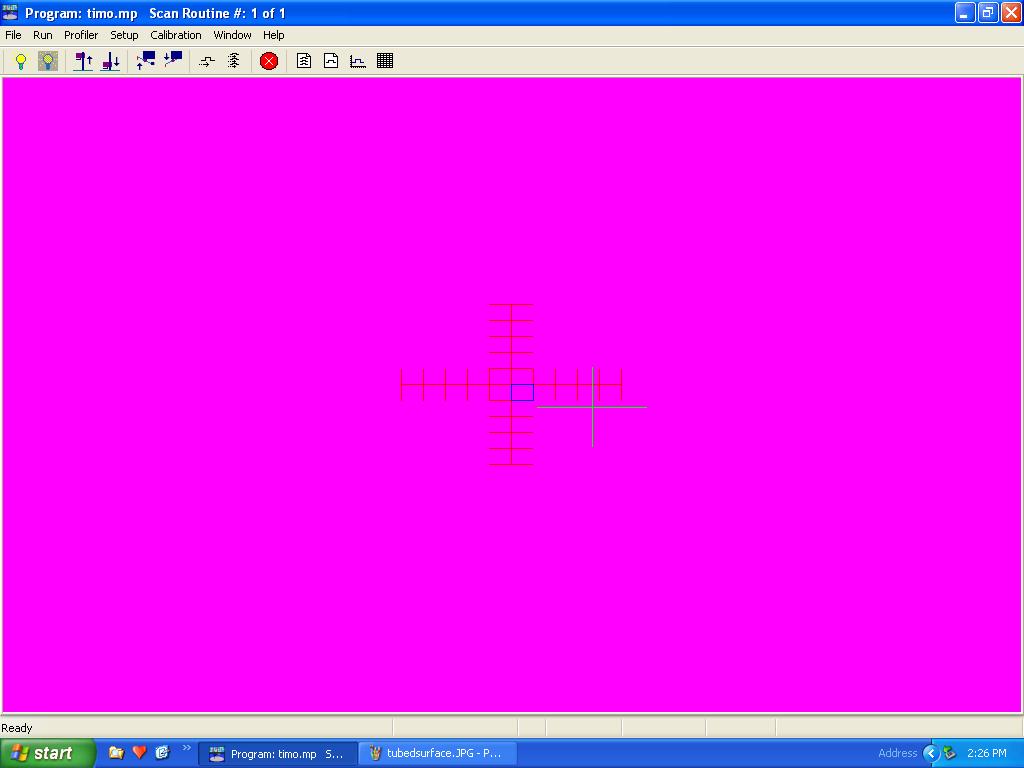 Program: timo.mp   Scan Routine #: 1 of 1
File Run Profiler Setup Calibration Window Help
Ready
start Program: timo.mp S... tubedsurface.JPG - P... Address 2:26 PM